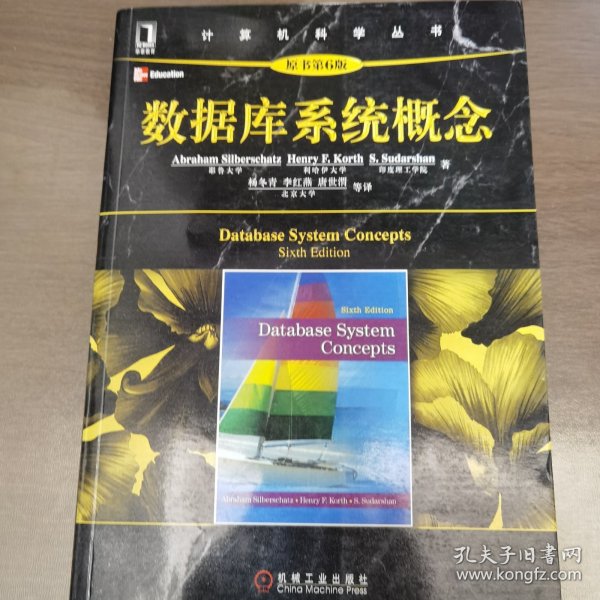 计算机科学丛书
华章教育
Education
原书第6版
数据库系统概念
Abraham Silberschatz Henry F. Korth S. Sudarshan 著
耶鲁大学 利哈伊大学 印度理工学院
杨冬青 李红燕 唐世渭 等译
北京大学
Database System Concepts
Sixth Edition
Sixth Edition
Database System
Concepts
Abraham Silberschatz • Henry F. Korth • S. Sudarshan
机械工业出版社
China Machine Press
孔夫子旧书网
www.kongfz.com